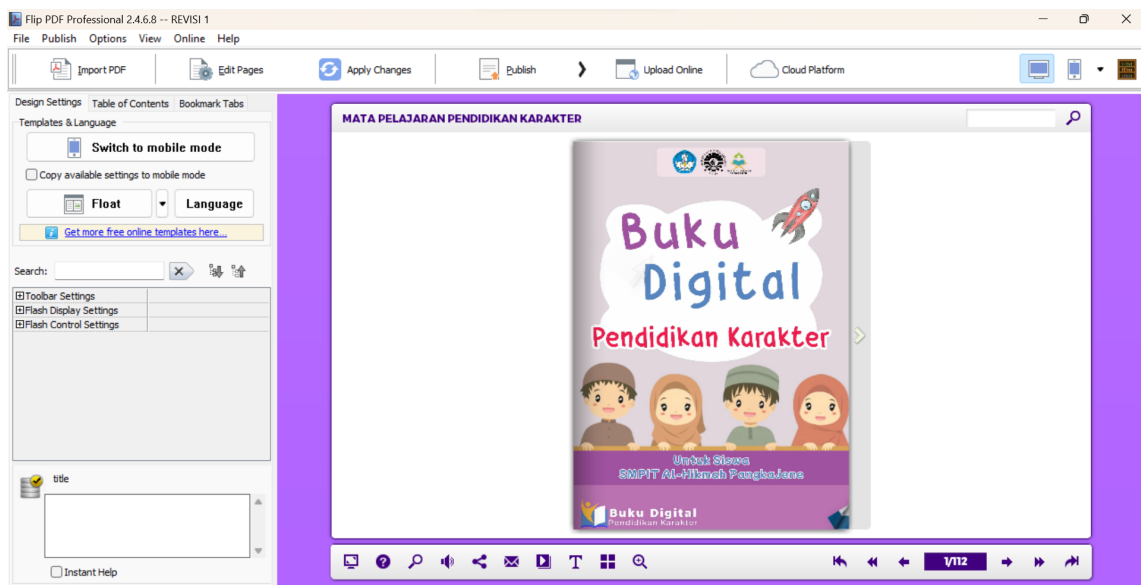 Flip PDF Professional 2.4.6.8 -- REVISI 1
File Publish Options View Online Help
Import PDF Edit Pages Apply Changes Publish Upload Online Cloud Platform
Design Settings Table of Contents Bookmark Tabs
Templates & Language
Switch to mobile mode
Copy available settings to mobile mode
Float Language
Get more free online templates here...
Search:
Toolbar Settings
Flash Display Settings
Flash Control Settings
title
Instant Help
MATA PELAJARAN PENDIDIKAN KARAKTER
Buku
Digital
Pendidikan Karakter
Untuk Siswa
SMPIT Al-Hikmah Pangkajene
Buku Digital
Pendidikan Karakter
T
1/112